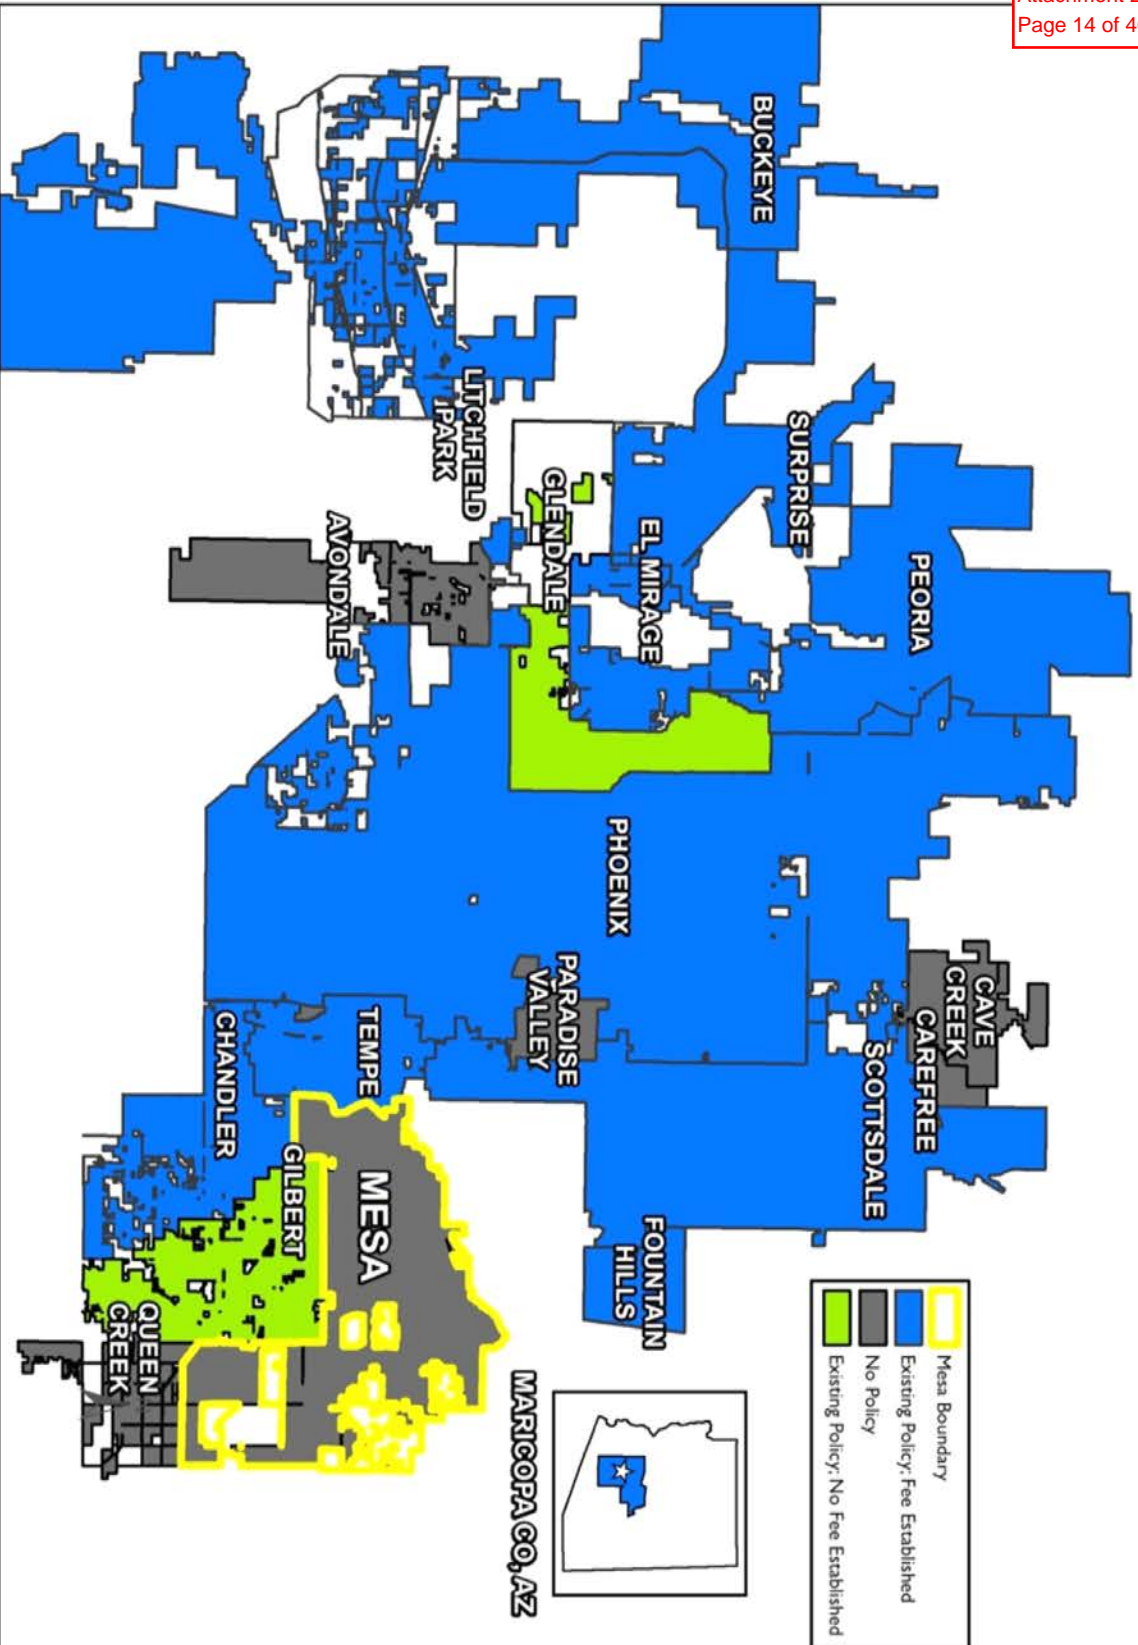 Attachment
Page 14 of 4
CAVE
CREEK
CAREFREE
PEORIA
SCOTTSDALE
SURPRISE
BUCKEYE
Mesa Boundary
Existing Policy: Fee Established
No Policy
Existing Policy: No Fee Established
EL MIRAGE
FOUNTAIN
HILLS
PHOENIX
PARADISE
VALLEY
GLENDALE
MARICOPA CO, AZ
LITCHFIELD
PARK
MESA
TEMPE
AVONDALE
GILBERT
CHANDLER
QUEEN
CREEK